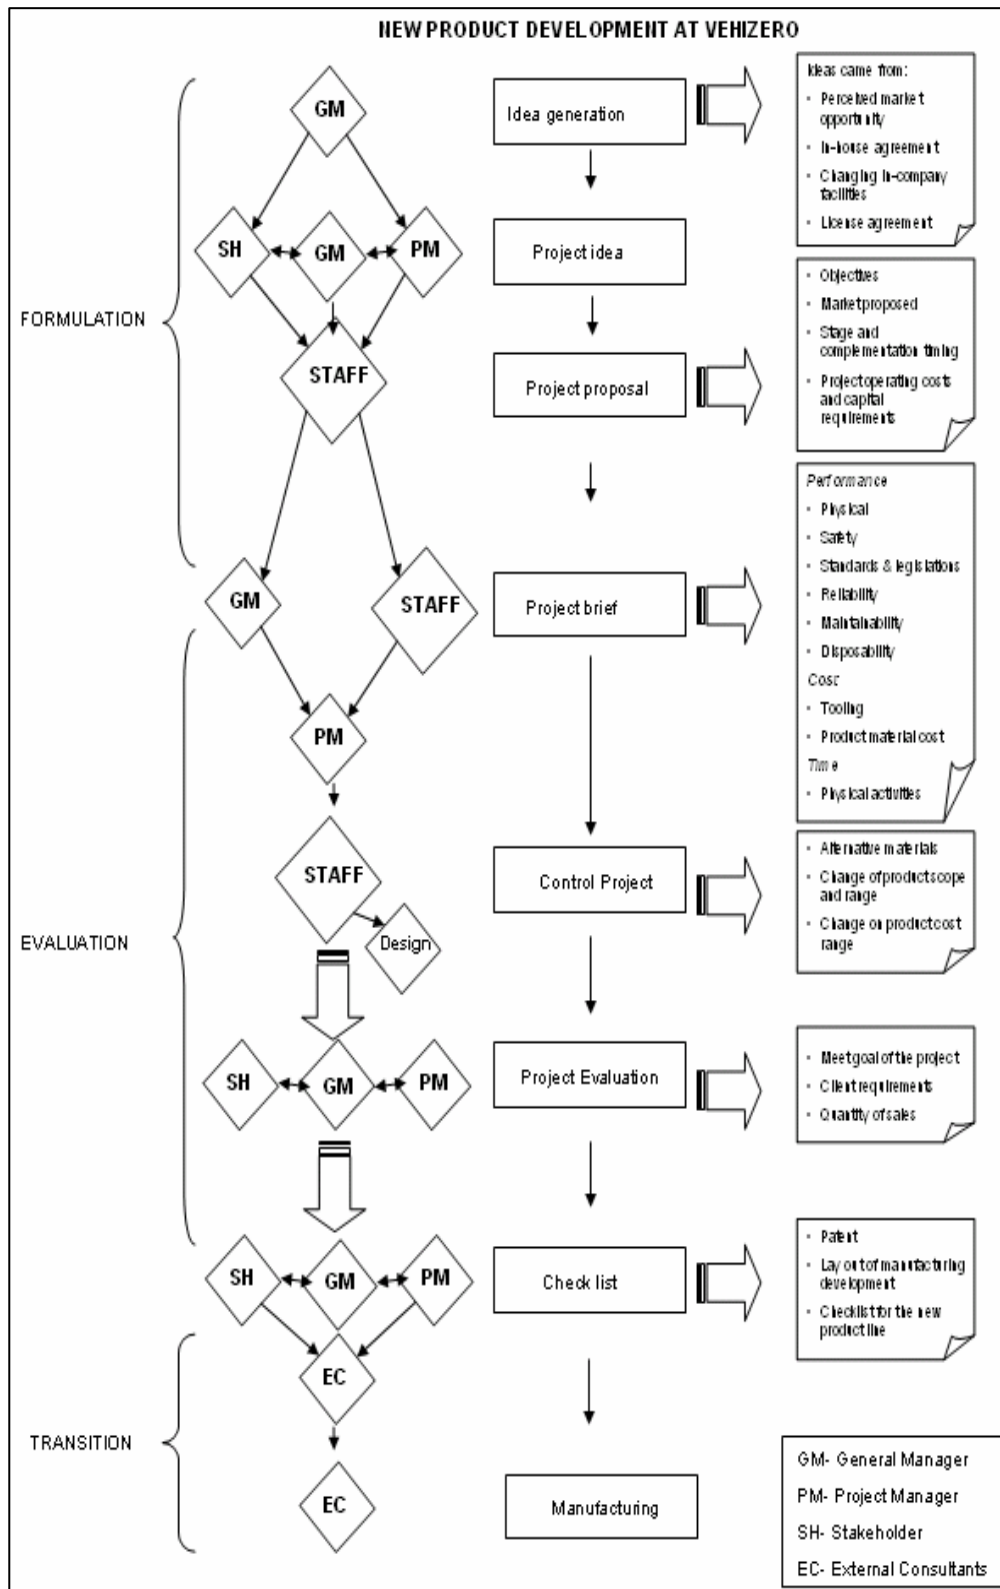 NEW PRODUCT DEVELOPMENT AT VEHIZERO
GM
Idea generation
Ideas came from:
• Perceived market
opportunity
• In-house agreement
• Changing in-company
facilities
• License agreement
SH
GM
PM
Project idea
FORMULATION
STAFF
Project proposal
• Objectives
• Market proposed
• Stage and
complementation timing
• Project operating costs
and capital
requirements
GM
STAFF
Project brief
Performance
• Physical
• Safety
• Standards & legislations
• Reliability
• Maintainability
• Disposability
Cost
• Tooling
• Product material cost
Time
• Physical activities
PM
STAFF
Design
Control Project
• Alternative materials
• Change of product scope
and range
• Change on product cost
range
EVALUATION
SH
GM
PM
Project Evaluation
• Meet goal of the project
• Client requirements
• Quantity of sales
SH
GM
PM
Check list
• Patent
• Lay out of manufacturing
development
• Checklist for the new
product line
EC
TRANSITION
EC
Manufacturing
GM- General Manager
PM- Project Manager
SH- Stakeholder
EC- External Consultants